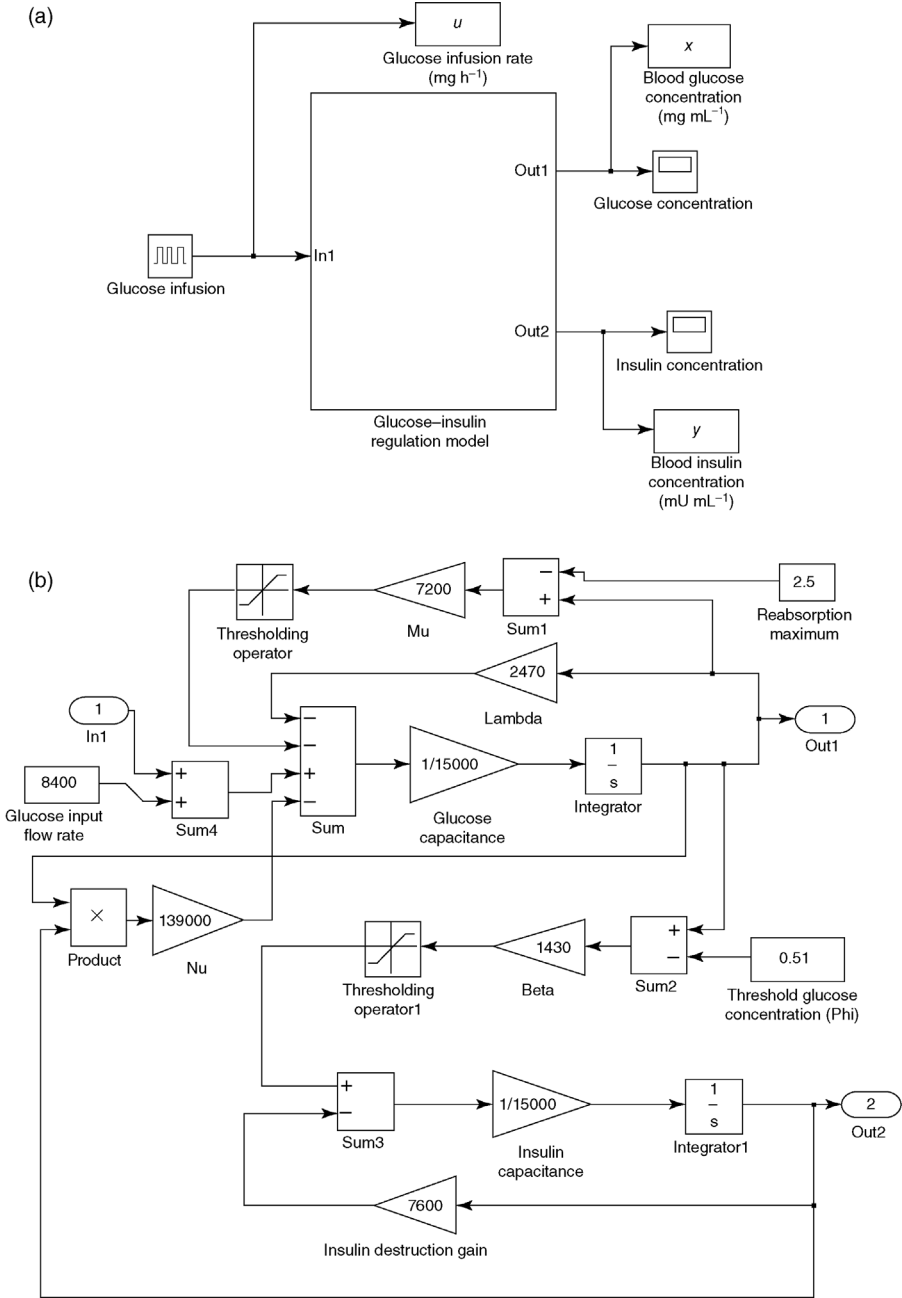 (a)
u
Glucose infusion rate
(mg h⁻¹)
x
Blood glucose
concentration
(mg mL⁻¹)
Out1
Glucose concentration
In1
Glucose infusion
Out2
Insulin concentration
Glucose–insulin
regulation model
y
Blood insulin
concentration
(mU mL⁻¹)
(b)
Thresholding
operator
7200
Mu
−
+
Sum1
2.5
Reabsorption
maximum
2470
Lambda
1
In1
8400
Glucose input
flow rate
+
+
Sum4
−
−
+
−
Sum
1/15000
Glucose
capacitance
1
s
Integrator
1
Out1
×
Product
139000
Nu
Thresholding
operator1
1430
Beta
+
−
Sum2
0.51
Threshold glucose
concentration (Phi)
+
−
Sum3
1/15000
Insulin
capacitance
1
s
Integrator1
2
Out2
7600
Insulin destruction gain